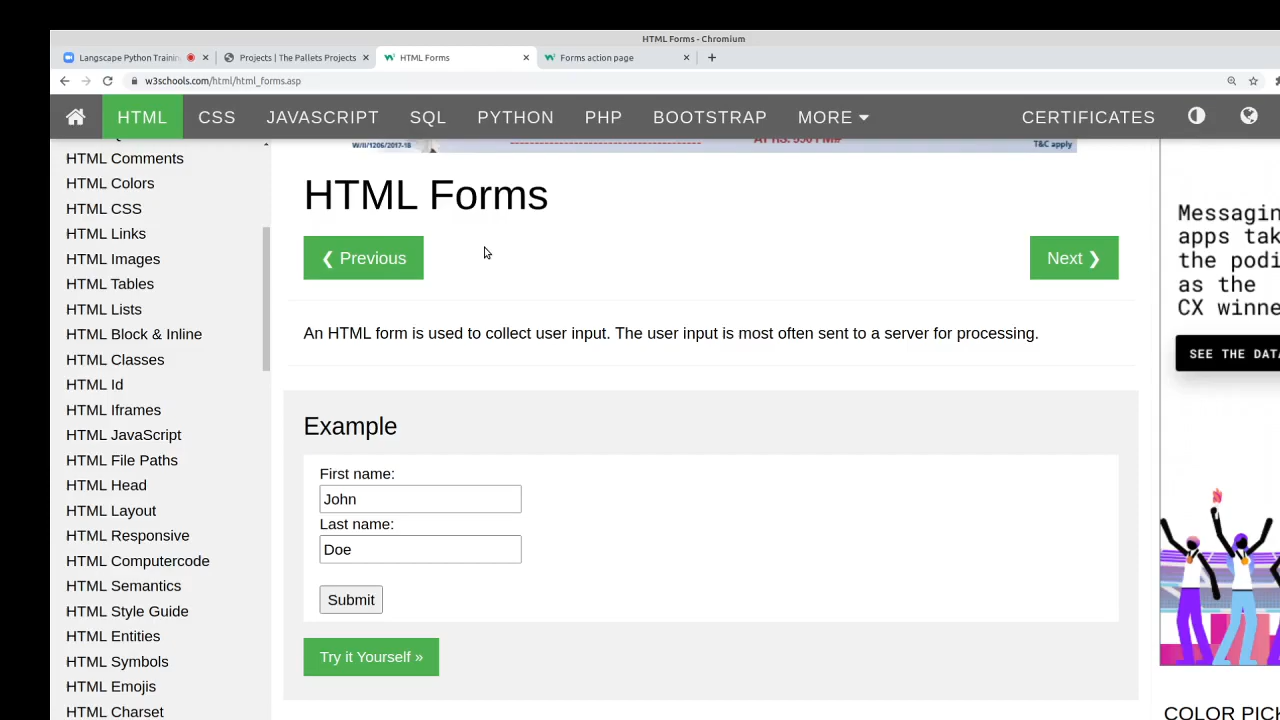 HTML Forms - Chromium
Langscape Python Trainin
Projects | The Pallets Projects
HTML Forms
Forms action page
w3schools.com/html/html_forms.asp
HTML CSS JAVASCRIPT SQL PYTHON PHP BOOTSTRAP MORE CERTIFICATES
W/II/1206/2017-18
T&C apply
HTML Comments
HTML Colors
HTML CSS
HTML Links
HTML Images
HTML Tables
HTML Lists
HTML Block & Inline
HTML Classes
HTML Id
HTML Iframes
HTML JavaScript
HTML File Paths
HTML Head
HTML Layout
HTML Responsive
HTML Computercode
HTML Semantics
HTML Style Guide
HTML Entities
HTML Symbols
HTML Emojis
HTML Charset
HTML Forms
❮ Previous
Next ❯
An HTML form is used to collect user input. The user input is most often sent to a server for processing.
Example
First name:
John
Last name:
Doe
Submit
Try it Yourself »
Messagin
apps tak
the podi
as the
CX winne
SEE THE DATA
COLOR PICK